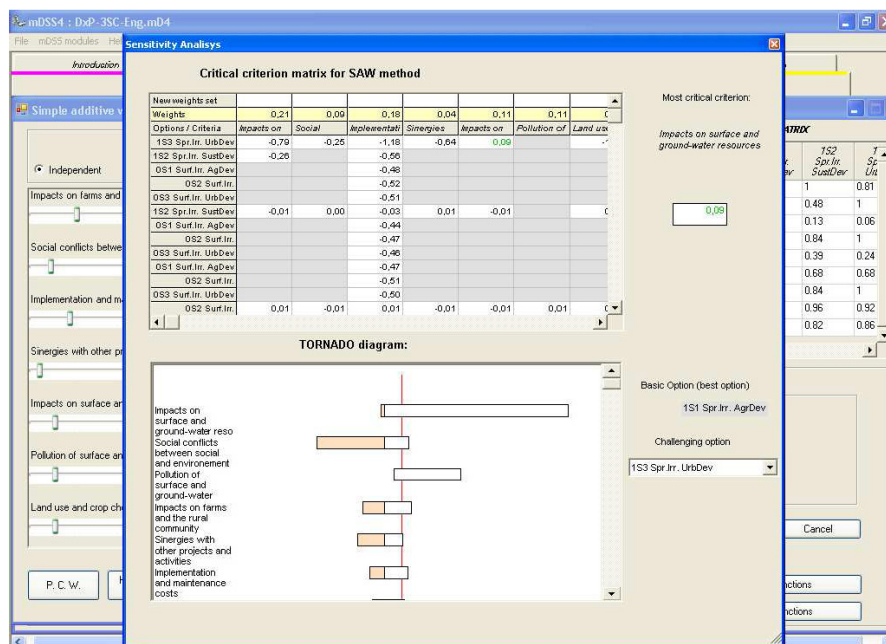 mDSS4 : DxP-3SC-Eng.mD4
File mDSS modules
Sensitivity Analisys
Introduction
Critical criterion matrix for SAW method
New weights set
Weights 0,21 0,09 0,18 0,04 0,11 0,11
Options / Criteria Impacts on Social Implementati Sinergies Impacts on Pollution of Land use
1S3 Spr.Irr. UrbDev -0,79 -0,25 -1,18 -0,64 0,09
1S2 Spr.Irr. SustDev -0,26 -0,56
0S1 Surf.Irr. AgDev -0,48
0S2 Surf.Irr. -0,52
0S3 Surf.Irr. UrbDev -0,51
1S2 Spr.Irr. SustDev -0,01 0,00 -0,03 0,01 -0,01
0S1 Surf.Irr. AgDev -0,44
0S2 Surf.Irr. -0,47
0S3 Surf.Irr. UrbDev -0,46
0S1 Surf.Irr. AgDev -0,47
0S2 Surf.Irr. -0,51
0S3 Surf.Irr. UrbDev -0,50
0S2 Surf.Irr. 0,01 -0,01 0,01 -0,01 -0,01 0,01
Most critical criterion:
Impacts on surface and
ground-water resources
0,09
TORNADO diagram:
Impacts on
surface and
ground-water reso
Social conflicts
between social
and environement
Pollution of
surface and
ground-water
Impacts on farms
and the rural
community
Sinergies with
other projects and
activities
Implementation
and maintenance
costs
Basic Option (best option)
1S1 Spr.Irr. AgrDev
Challenging option
1S3 Spr.Irr. UrbDev
Simple additive
Independent
Impacts on farms and
Social conflicts
Implementation and
Sinergies with other
Impacts on surface
Pollution of surface
Land use and crop
P. C. W.
1S2
Spr.Irr.
SustDev
1 0.81
0.48 1
0.13 0.06
0.84 1
0.39 0.24
0.68 0.68
0.84 1
0.96 0.92
0.82 0.86
Cancel